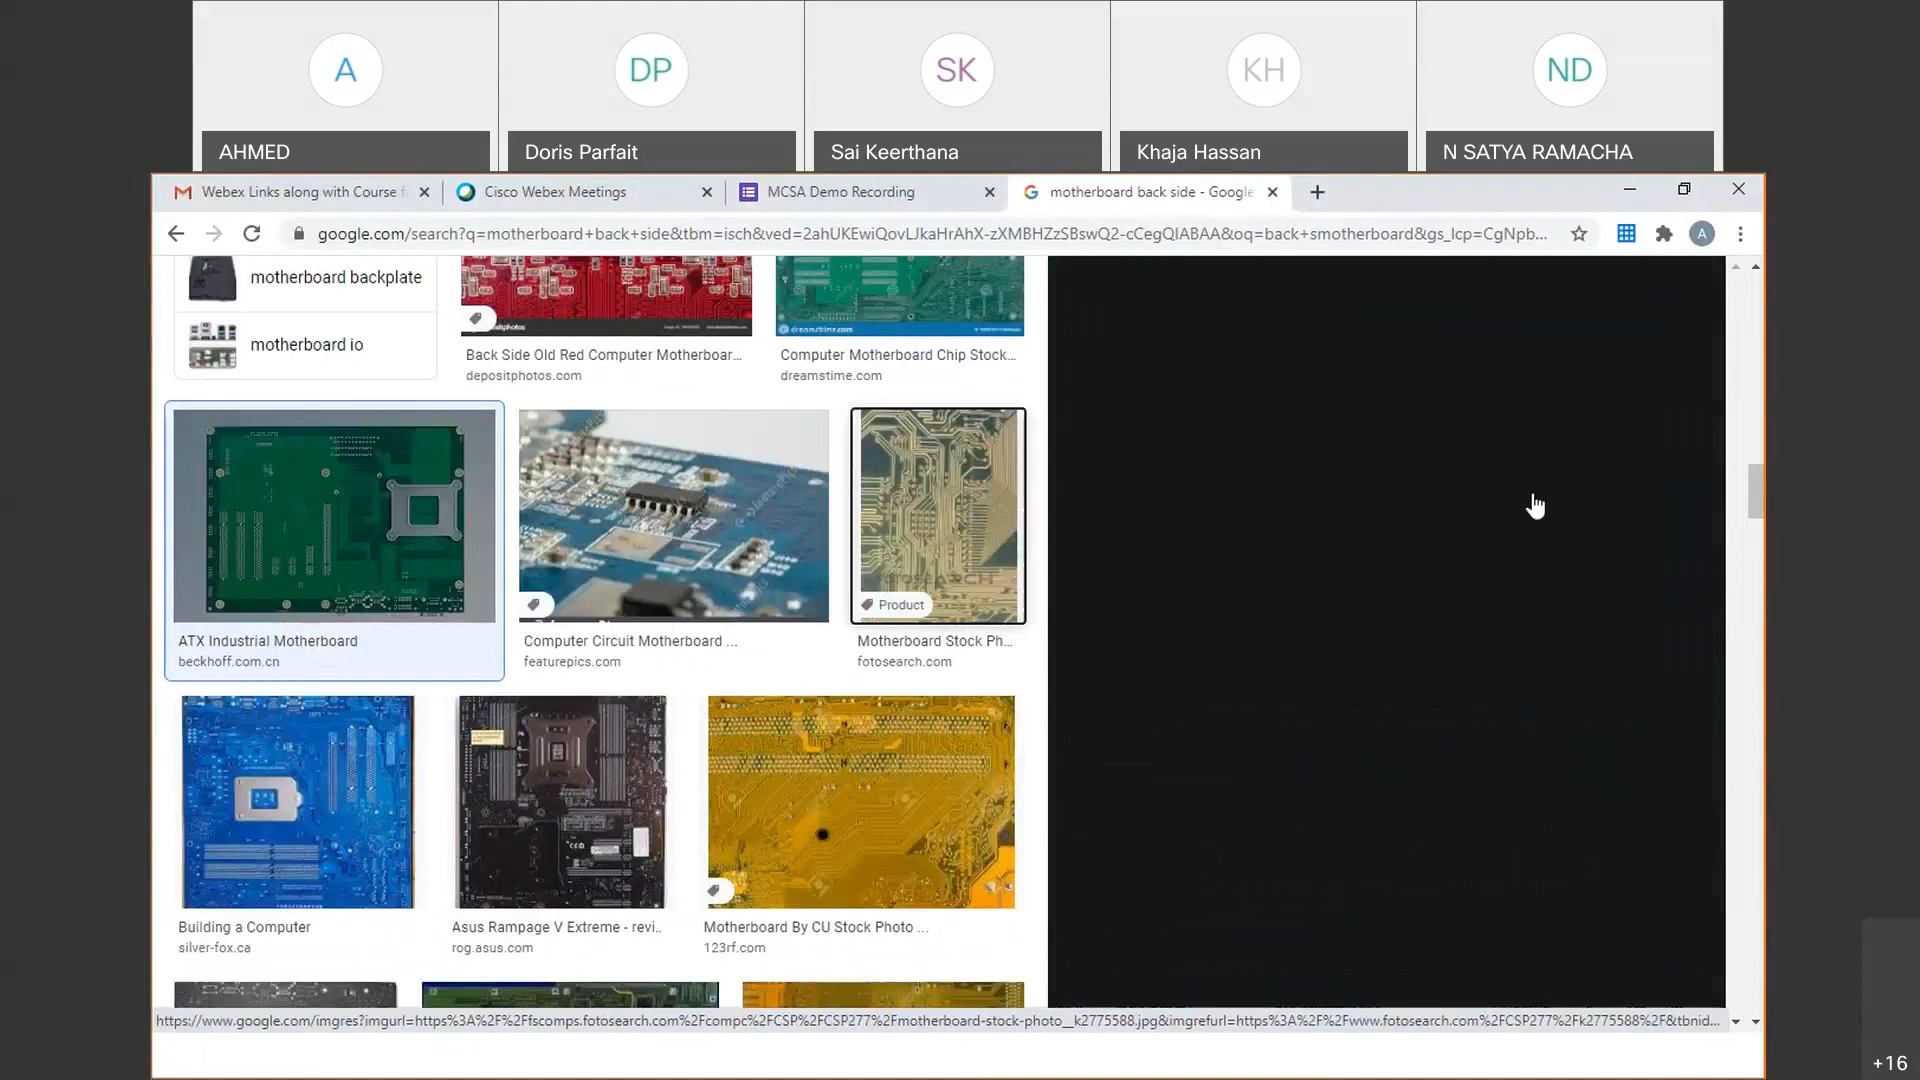 A
DP
SK
KH
ND
AHMED
Doris Parfait
Sai Keerthana
Khaja Hassan
N SATYA RAMACHA
Webex Links along with Course f
Cisco Webex Meetings
MCSA Demo Recording
motherboard back side - Google
google.com/search?q=motherboard+back+side&tbm=isch&ved=2ahUKEwiQovLJkaHrAhX-zXMBHZzSBswQ2-cCegQIABAA&oq=back+smotherboard&gs_lcp=CgNpb...
A
motherboard backplate
motherboard io
depositphotos
dreamstime.com
Back Side Old Red Computer Motherboar...
Computer Motherboard Chip Stock...
depositphotos.com
dreamstime.com
FOTOSEARCH
Product
ATX Industrial Motherboard
Computer Circuit Motherboard ...
Motherboard Stock Ph...
beckhoff.com.cn
featurepics.com
fotosearch.com
Building a Computer
Asus Rampage V Extreme - revi..
Motherboard By CU Stock Photo ...
silver-fox.ca
rog.asus.com
123rf.com
https://www.google.com/imgres?imgurl=https%3A%2F%2Ffscomps.fotosearch.com%2Fcompc%2FCSP%2FCSP277%2Fmotherboard-stock-photo__k2775588.jpg&imgrefurl=https%3A%2F%2Fwww.fotosearch.com%2FCSP277%2Fk2775588%2F&tbnid...
+16